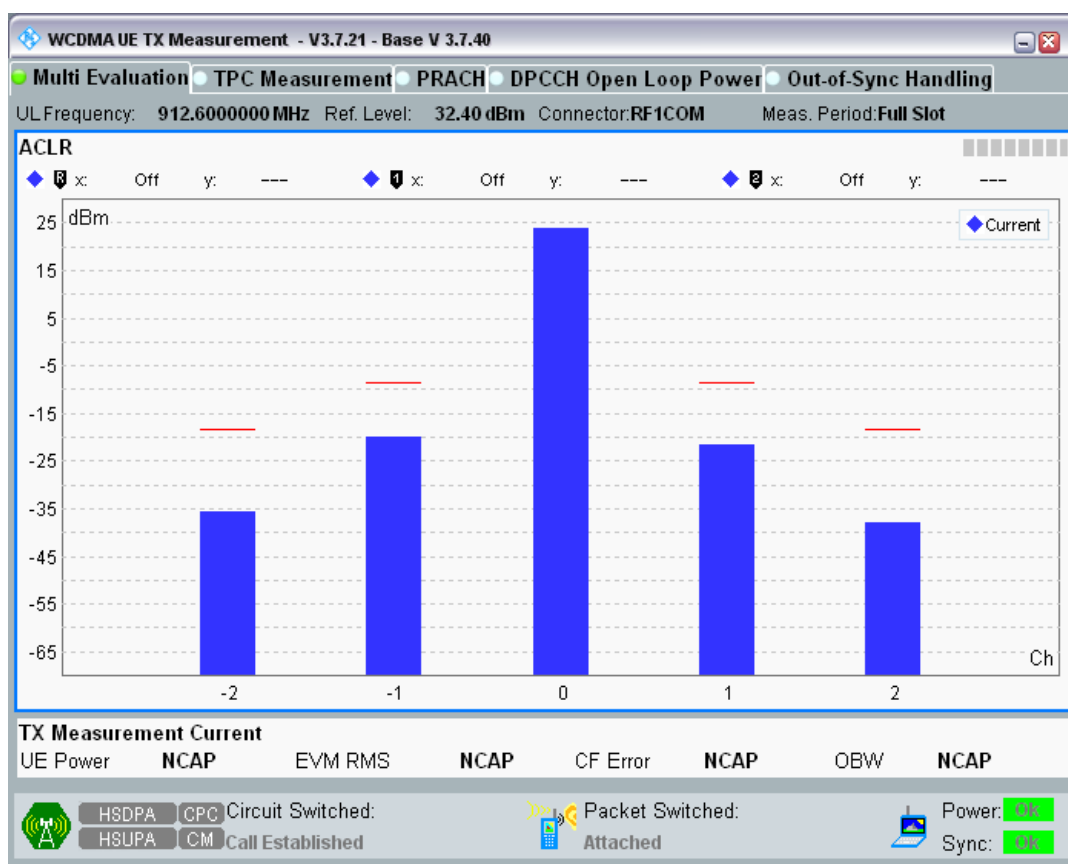 WCDMA UE TX Measurement - V3.7.21 - Base V 3.7.40
Multi Evaluation TPC Measurement PRACH DPCCH Open Loop Power Out-of-Sync Handling
UL Frequency: 912.6000000 MHz Ref. Level: 32.40 dBm Connector: RF1COM Meas. Period: Full Slot
ACLR
R x: Off y: --- 1 x: Off y: --- 2 x: Off y: ---
dBm
Current
25
15
5
-5
-15
-25
-35
-45
-55
-65
Ch
-2 -1 0 1 2
TX Measurement Current
UE Power NCAP EVM RMS NCAP CF Error NCAP OBW NCAP
HSDPA CPC Circuit Switched: Packet Switched: Power: Ok
HSUPA CM Call Established Attached Sync: Ok